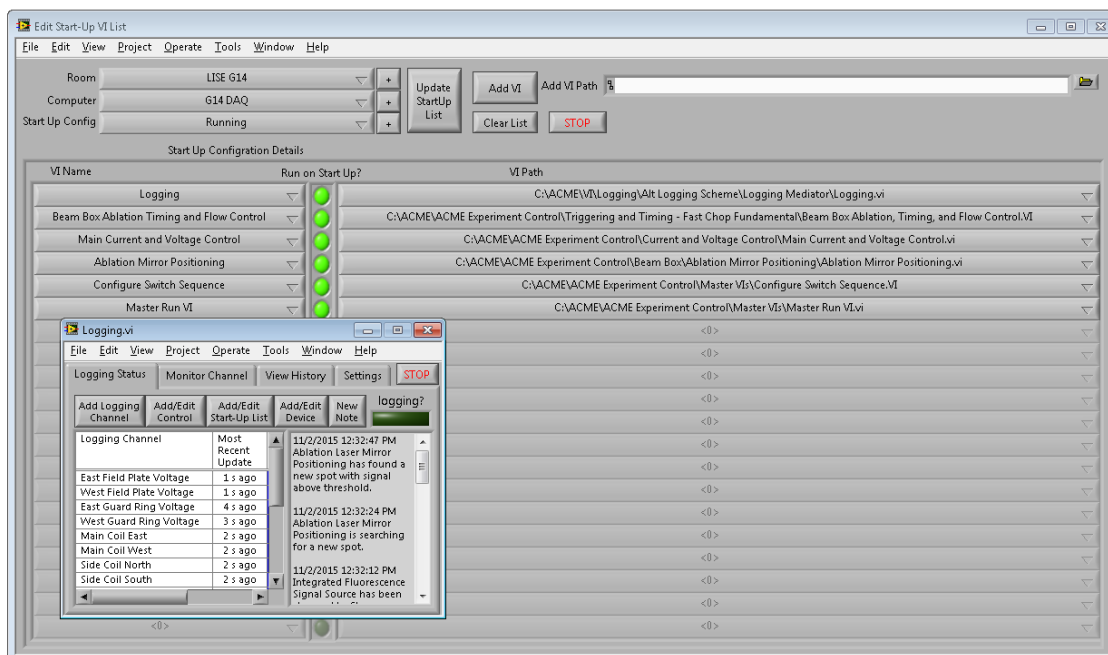 Edit Start-Up VI List
File Edit View Project Operate Tools Window Help
Room LISE G14 +
Computer G14 DAQ +
Start Up Config Running +
Update StartUp List
Add VI
Add VI Path
Clear List
STOP
Start Up Configration Details
VI Name Run on Start Up? VI Path
Logging C:\ACME\VI\Logging\Alt Logging Scheme\Logging Mediator\Logging.vi
Beam Box Ablation Timing and Flow Control C:\ACME\ACME Experiment Control\Triggering and Timing - Fast Chop Fundamental\Beam Box Ablation, Timing, and Flow Control.VI
Main Current and Voltage Control C:\ACME\ACME Experiment Control\Current and Voltage Control\Main Current and Voltage Control.vi
Ablation Mirror Positioning C:\ACME\ACME Experiment Control\Beam Box\Ablation Mirror Positioning\Ablation Mirror Positioning.vi
Configure Switch Sequence C:\ACME\ACME Experiment Control\Master VIs\Configure Switch Sequence.VI
Master Run VI C:\ACME\ACME Experiment Control\Master VIs\Master Run VI.vi
<0>
<0>
<0>
<0>
<0>
<0>
<0>
<0>
<0>
<0>
<0>
<0>
<0>
<0> <0>
Logging.vi
File Edit View Project Operate Tools Window Help
Logging Status Monitor Channel View History Settings STOP
Add Logging Channel
Add/Edit Control
Add/Edit Start-Up List
Add/Edit Device
New Note
logging?
Logging Channel Most Recent Update
East Field Plate Voltage 1 s ago
West Field Plate Voltage 1 s ago
East Guard Ring Voltage 4 s ago
West Guard Ring Voltage 3 s ago
Main Coil East 2 s ago
Main Coil West 2 s ago
Side Coil North 2 s ago
Side Coil South 2 s ago
11/2/2015 12:32:47 PM
Ablation Laser Mirror
Positioning has found a
new spot with signal
above threshold.
11/2/2015 12:32:24 PM
Ablation Laser Mirror
Positioning is searching
for a new spot.
11/2/2015 12:32:12 PM
Integrated Fluorescence
Signal Source has been